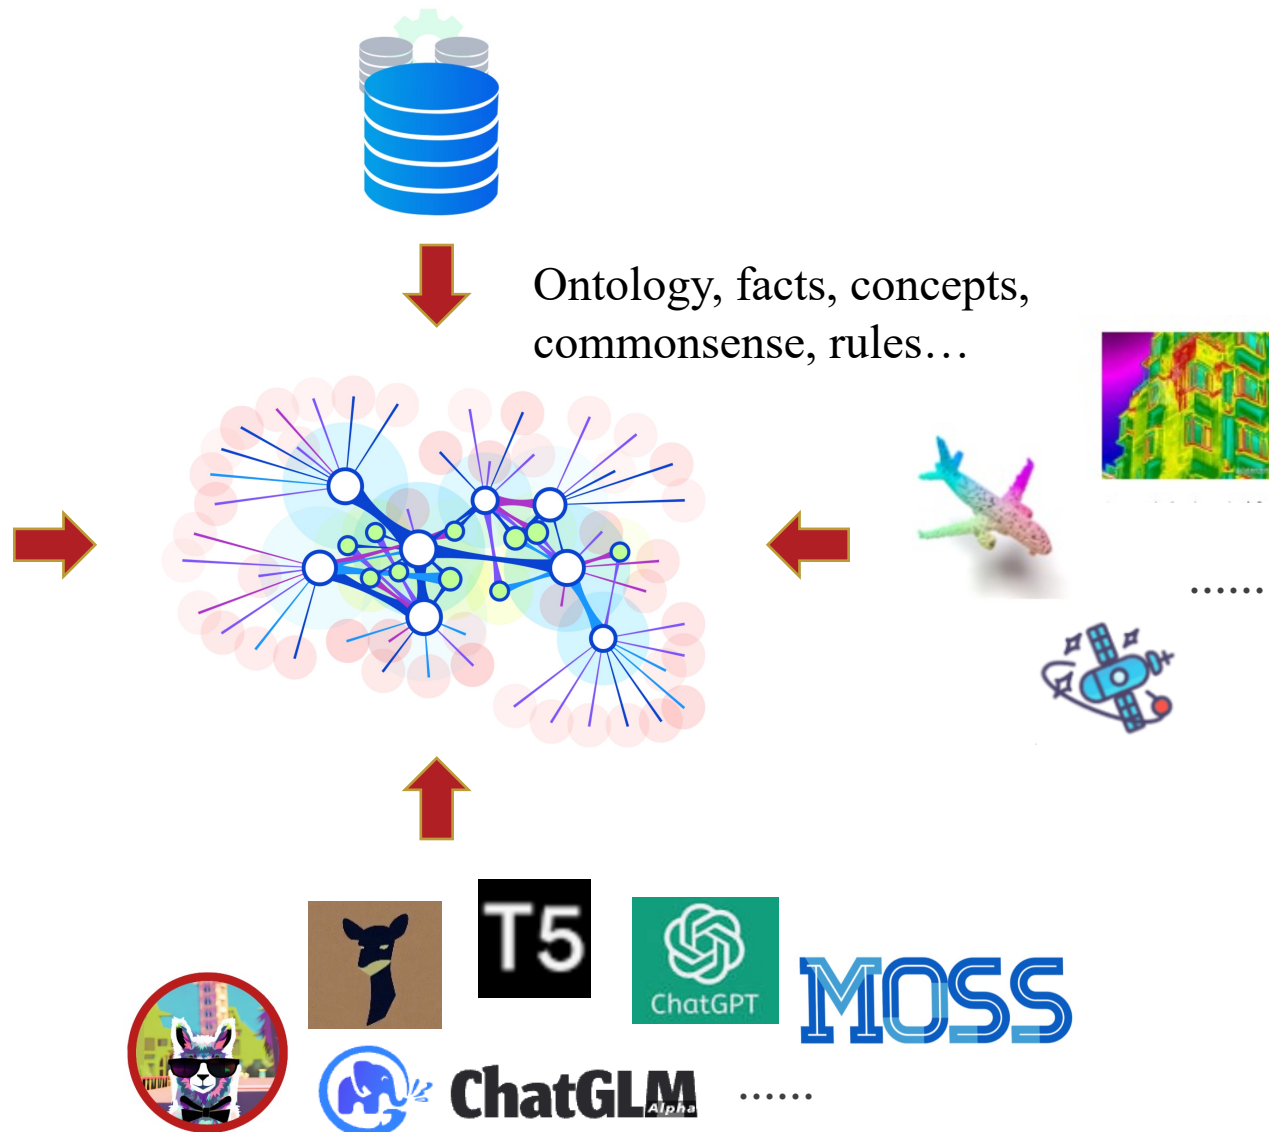 Ontology, facts, concepts,
commonsense, rules…
……
T5
ChatGPT
MOSS
ChatGLM
Alpha
……